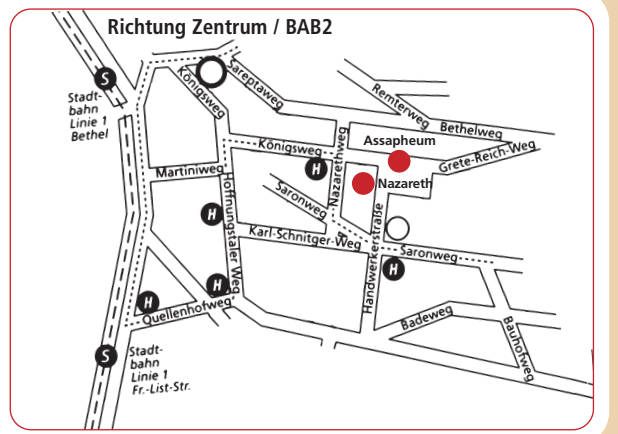 Richtung Zentrum / BAB2
S
Stadt-
bahn
Linie 1
Bethel
Königsweg
Sareptaweg
Remterweg
Bethelweg
Assapheum
Grete-Reich-Weg
Königsweg
H
Nazarethweg
Martiniweg
Nazareth
Saronweg
H
Hoffnungstaler Weg
Karl-Schnitger-Weg
Handwerkerstraße
Saronweg
H
H
H
Quellenhofweg
Badeweg
Bauhofweg
S
Stadt-
bahn
Linie 1
Fr.-List-Str.